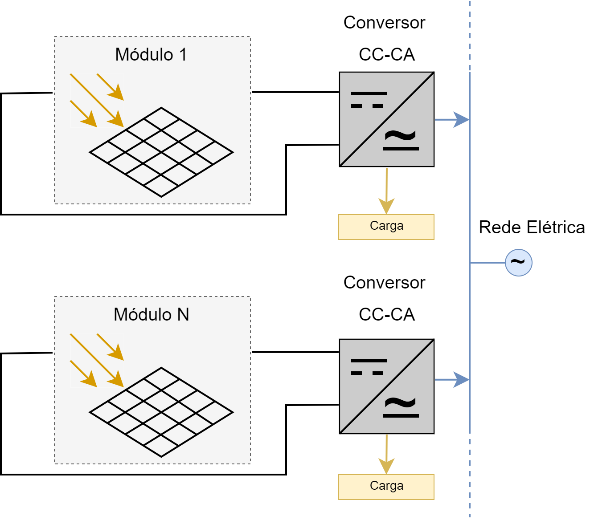 Conversor
CC-CA
Módulo 1
Carga
Rede Elétrica
~
Conversor
CC-CA
Módulo N
Carga